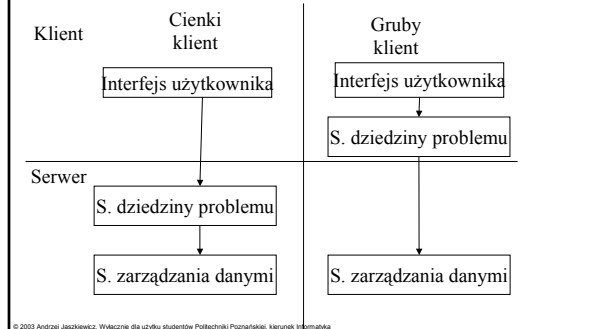 Klient
Cienki
klient
Gruby
klient
Interfejs użytkownika
Interfejs użytkownika
S. dziedziny problemu
Serwer
S. dziedziny problemu
S. zarządzania danymi
S. zarządzania danymi
© 2003 Andrzej Jaszkiewicz. Wyłącznie dla użytku studentów Politechniki Poznańskiej, kierunek Informatyka